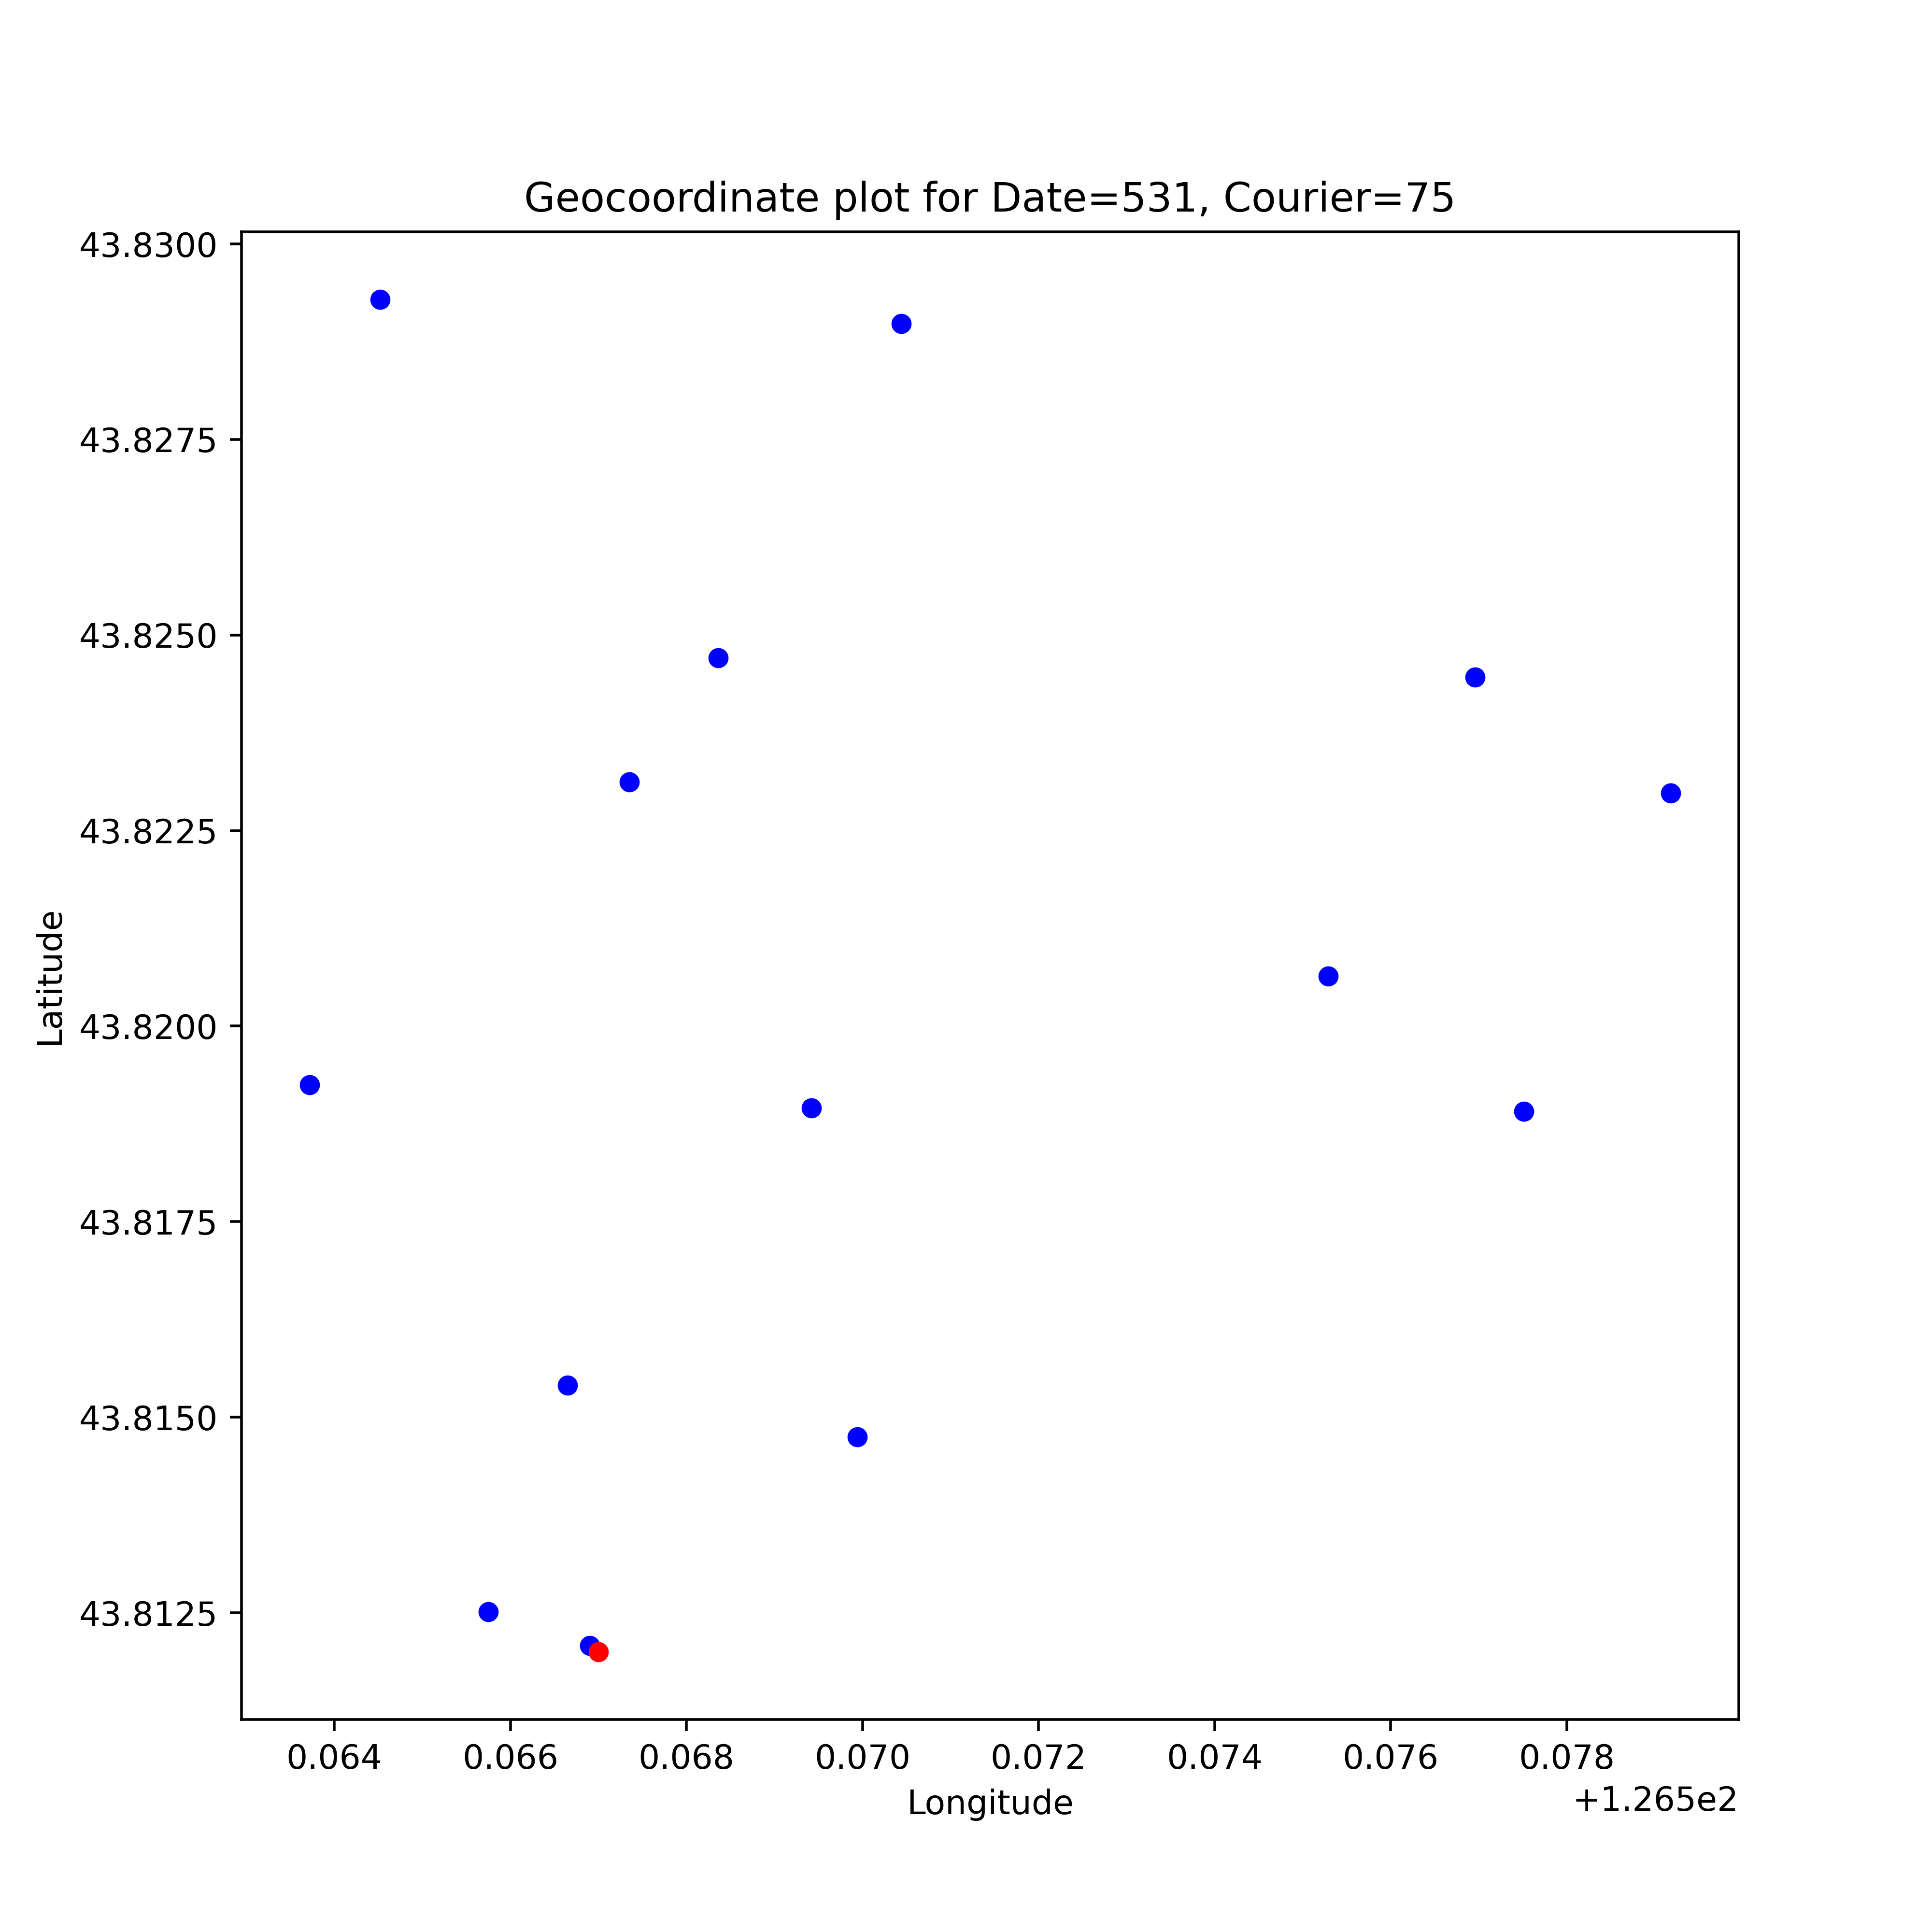 Geocoordinate plot for Date=531, Courier=75
43.8300
43.8275
43.8250
43.8225
43.8200
43.8175
43.8150
43.8125
Latitude
0.064 0.066 0.068 0.070 0.072 0.074 0.076 0.078
+1.265e2
Longitude